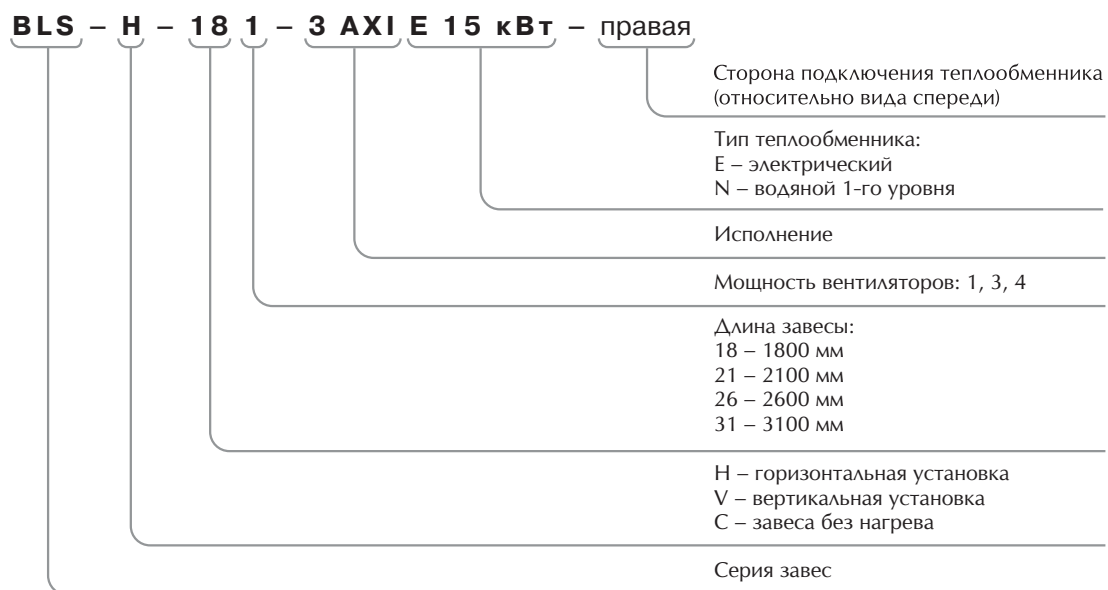 BLS – H – 18 1 – 3 AXI E 15 кВт – правая
Сторона подключения теплообменника
(относительно вида спереди)
Тип теплообменника:
E – электрический
N – водяной 1-го уровня
Исполнение
Мощность вентиляторов: 1, 3, 4
Длина завесы:
18 – 1800 мм
21 – 2100 мм
26 – 2600 мм
31 – 3100 мм
H – горизонтальная установка
V – вертикальная установка
C – завеса без нагрева
Серия завес